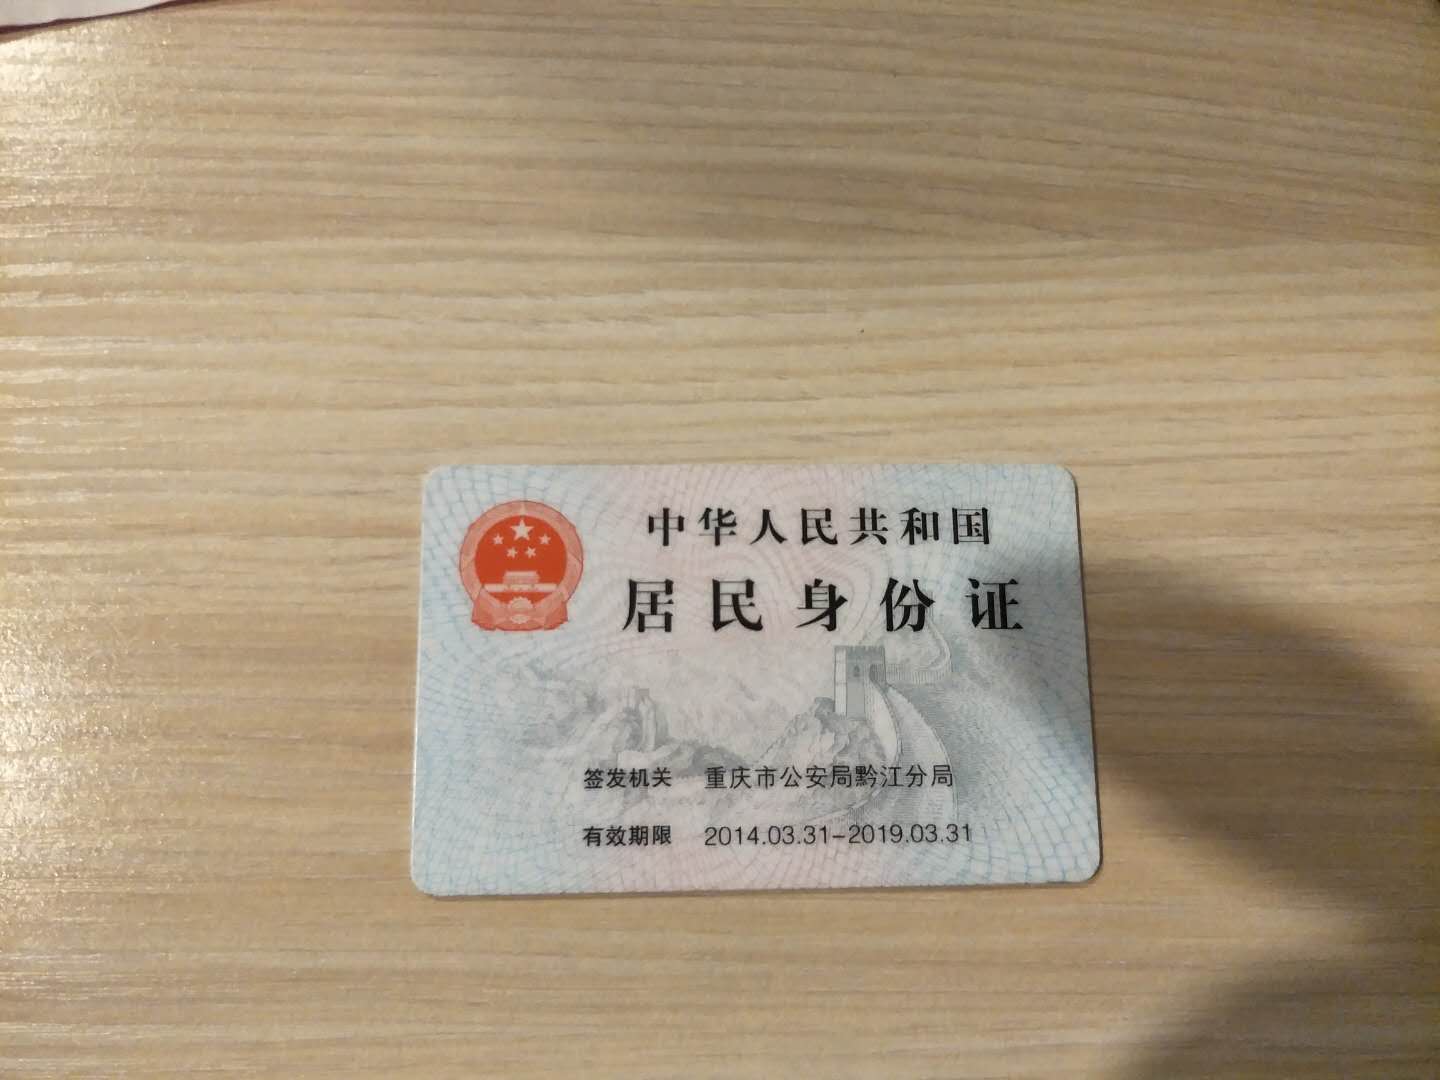 中华人民共和国
居民身份证
签发机关 重庆市公安局黔江分局
有效期限 2014.03.31-2019.03.31